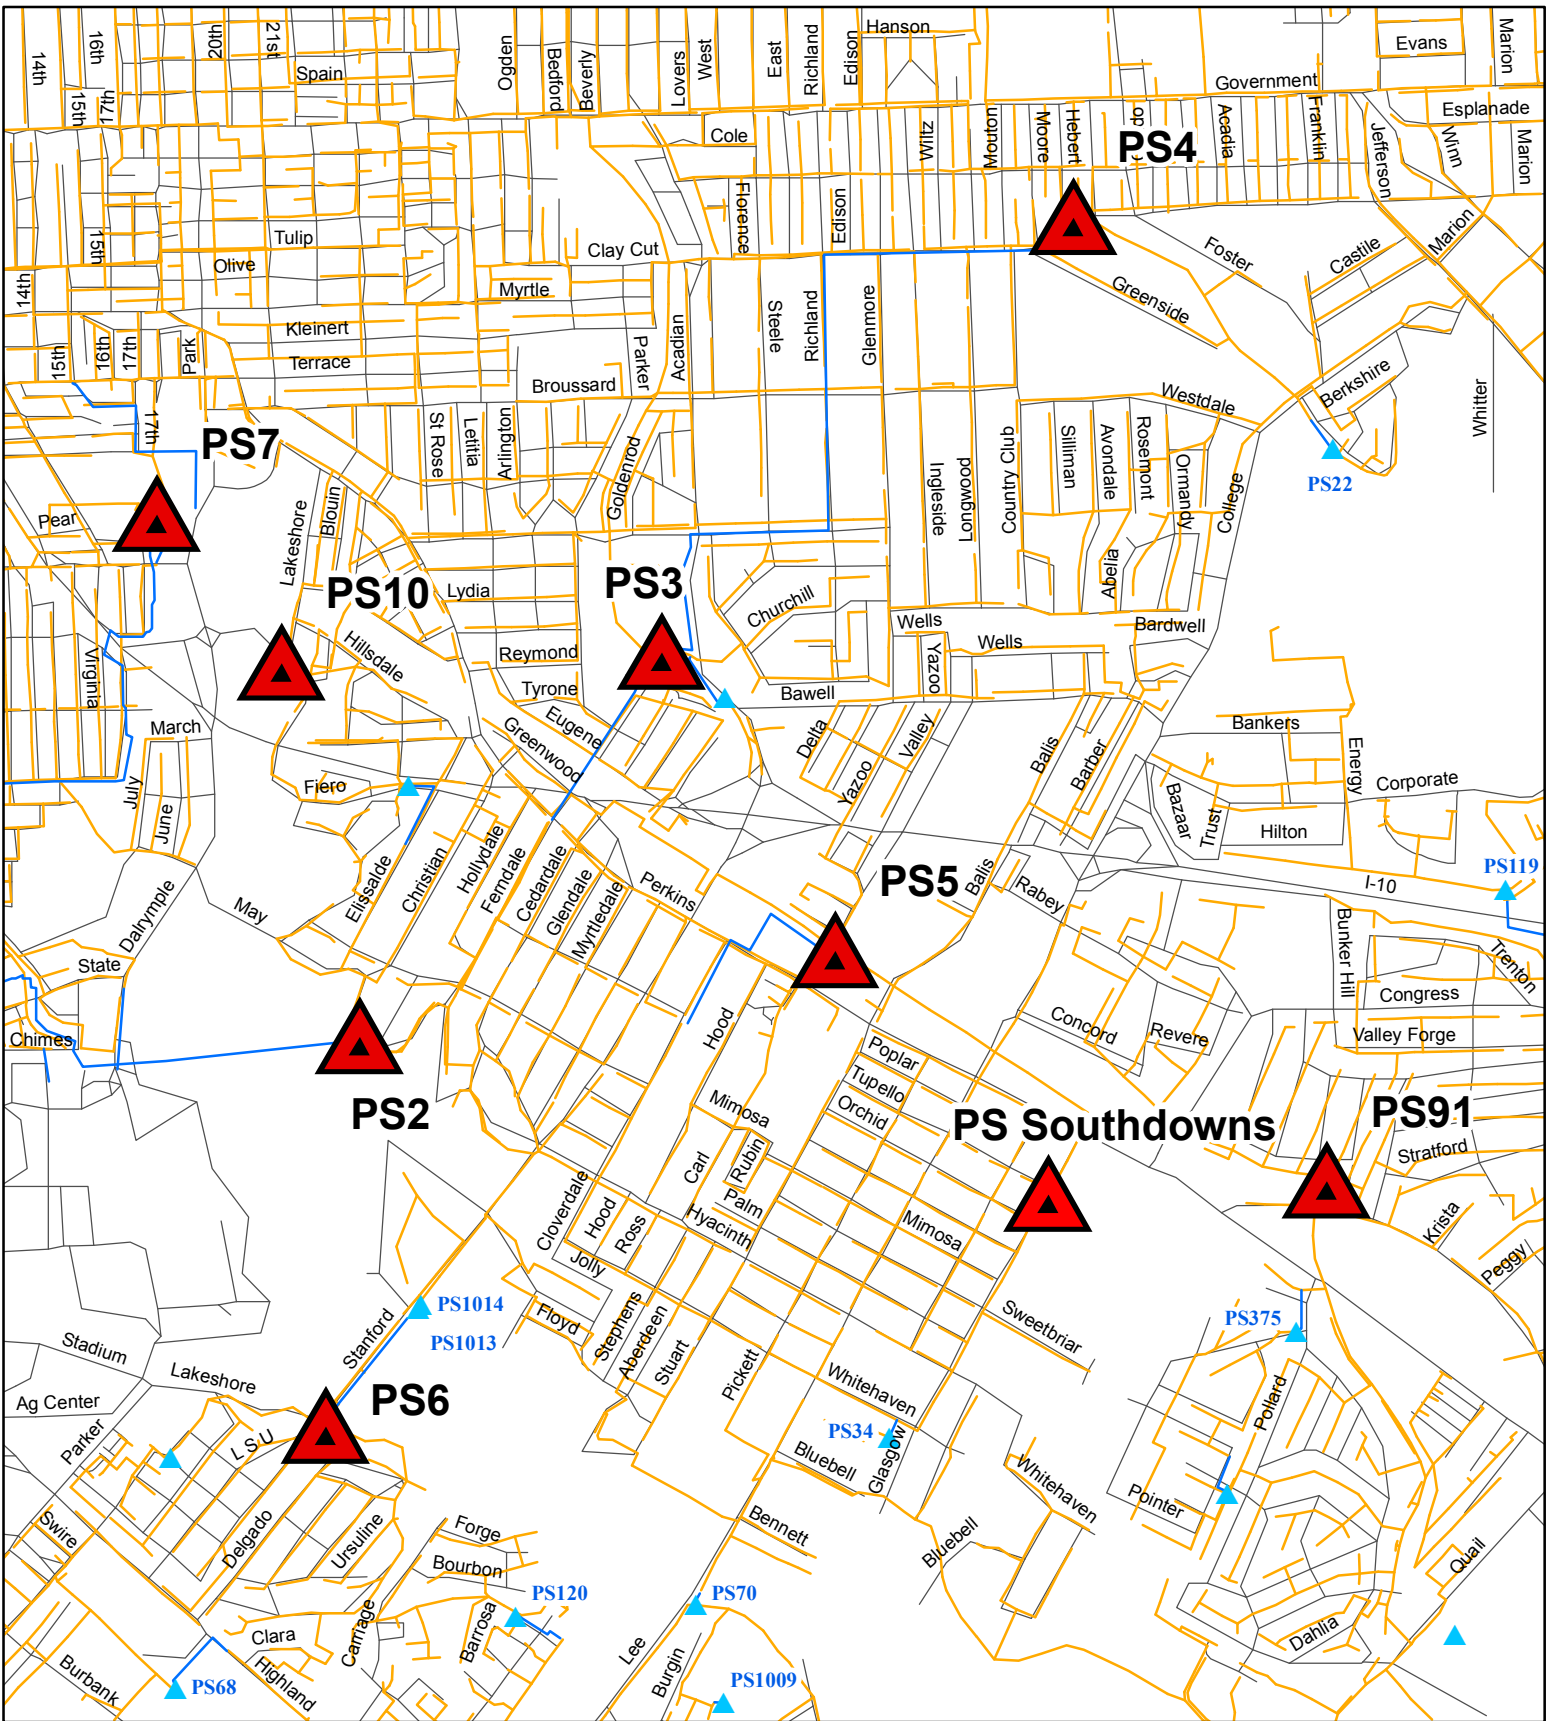 14th
16th
20th
21st
Spain
Ogden
Bedford
Beverly
Lovers
West
East
Richland
Edison
Hanson
Evans
Marion
Government
15th
17th
Cole
Wiltz
Monton
Moore
Hebert
PS4
Acadia
Franklin
Jefferson
Esplanade
Winn
Marion
15th
Tulip
Olive
14th
Clay Cut
Florence
Edison
Foster
Castile
Marion
Myrtle
Greenside
Kleinert
Steele
Richland
Glenmore
Acadian
Parker
15th
16th
17th
Park
Terrace
Broussard
Westdale
Berkshire
Whitter
17th
PS7
St Rose
Letitia
Arlington
Goldenrod
Ingleside
Longwood
Country Club
Silliman
Avondale
Rosemont
Ormandy
College
PS22
Pear
Lakeshore
Blouin
PS10
Lydia
PS3
Churchill
Abelia
Wells
Wells
Bardwell
Hillsdale
Reymond
Yazoo
Virginia
Tyrone
Bawell
March
Eugene
Greenwood
Delta
Valley
Yazoo
Balis
Barber
Bankers
Energy
Corporate
July
June
Fiero
Bazaar
Trust
Hilton
Elissalde
Christian
Hollydale
Ferndale
Cedardale
Glendale
Myrtledale
Perkins
PS5
Balis
Rabey
I-10
PS119
May
Dalrymple
State
Bunker Hill
Trenton
Congress
Chimes
Hood
Concord
Revere
Valley Forge
PS2
Poplar
Tupello
Orchid
Mimosa
PS Southdowns
PS91
Stratford
Carl
Rubin
Palm
Hyacinth
Cloverdale
Hood
Ross
Mimosa
Krista
Peggy
Jolly
PS1014
PS1013
Stanford
Floyd
Stephens
Aberdeen
Stuart
Sweetbriar
PS375
Stadium
Lakeshore
Ag Center
Parker
PS6
L S U
Pickett
Whitehaven
PS34
Glasgow
Bluebell
Pollard
Whitehaven
Pointer
Swire
Delgado
Ursuline
Forge
Bourbon
Bennett
Bluebell
Quail
PS120
PS70
Clara
Carriage
Barrosa
Lee
Burgin
Dahlia
Burbank
PS68
Highland
PS1009